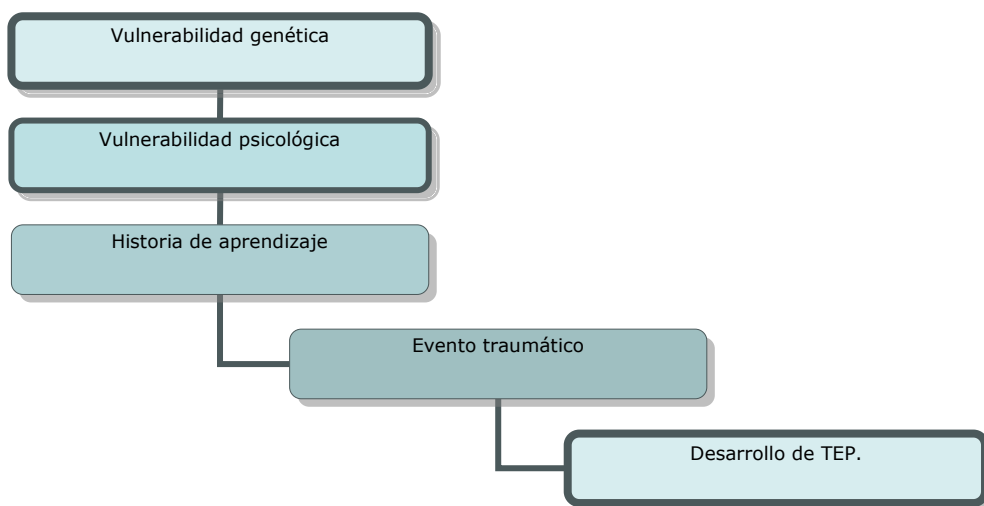 Vulnerabilidad genética
Vulnerabilidad psicológica
Historia de aprendizaje
Evento traumático
Desarrollo de TEP.